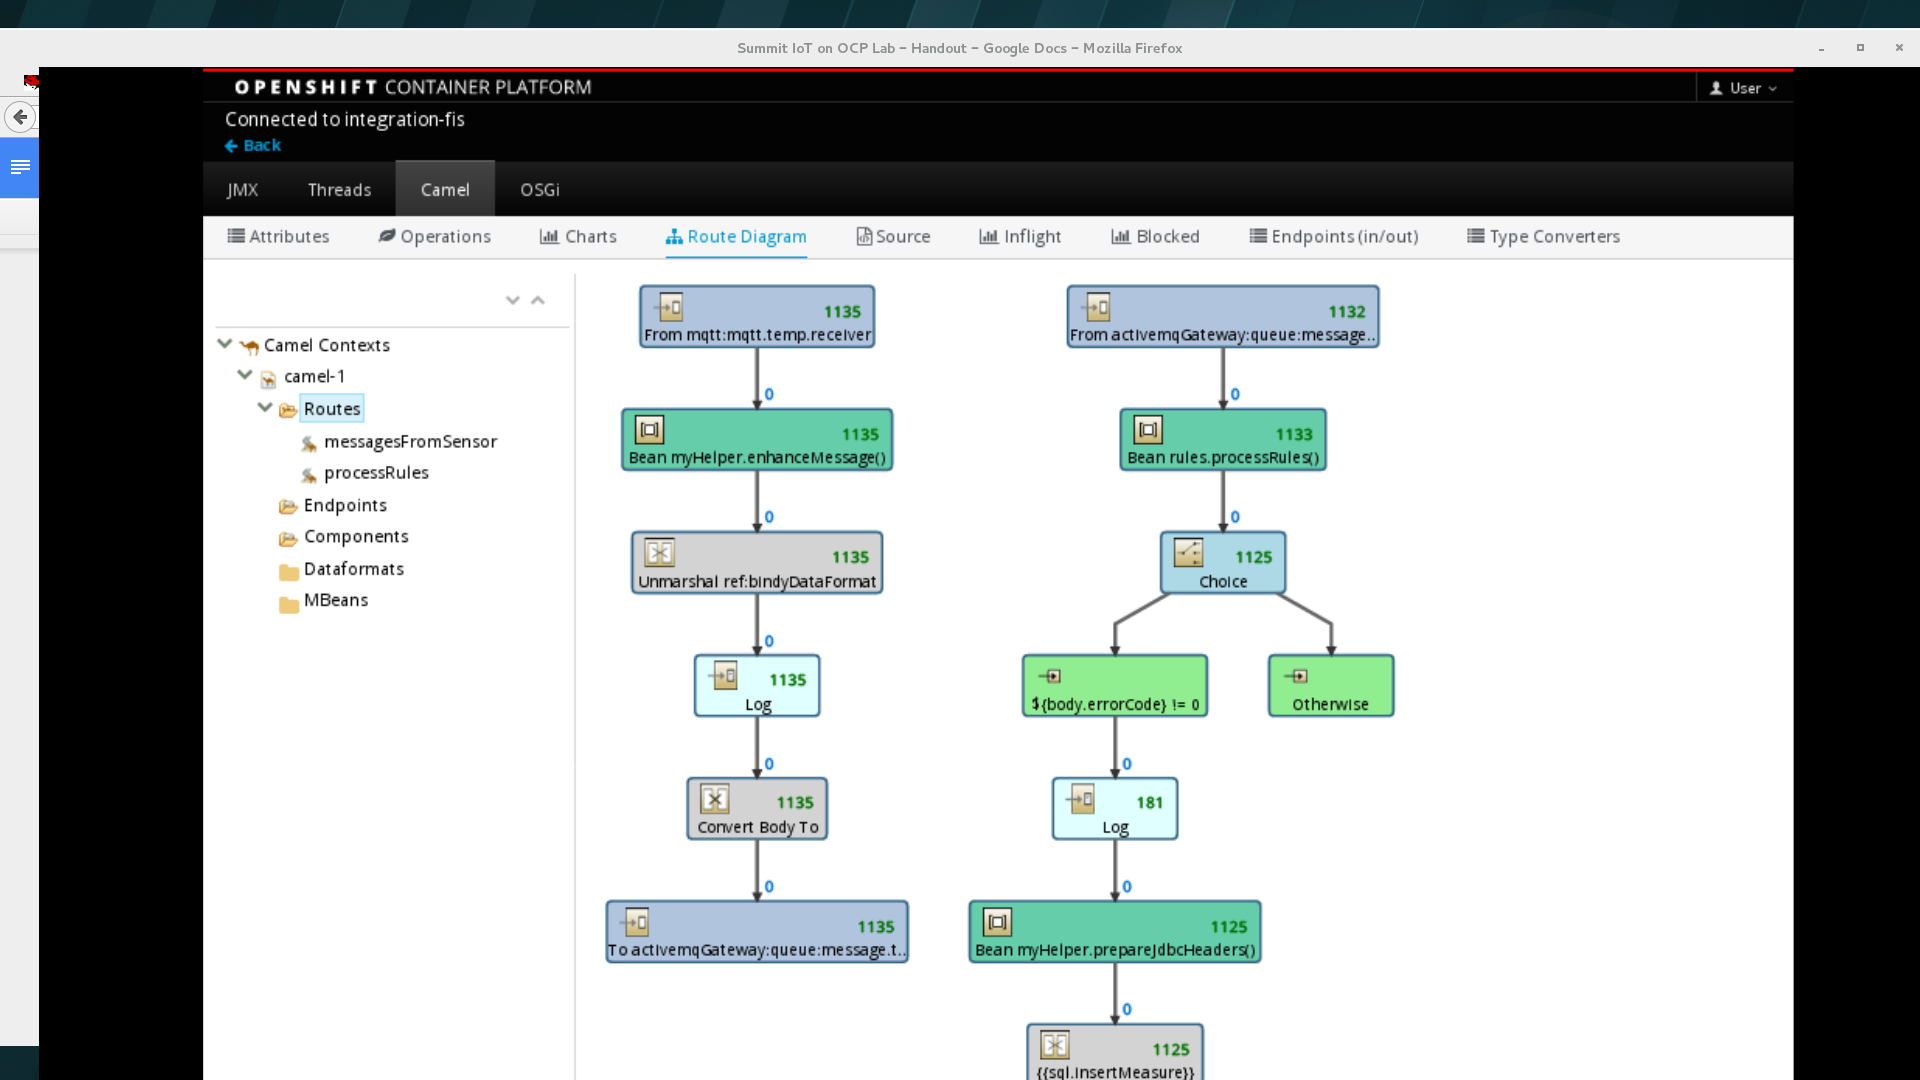 Summit IoT on OCP Lab – Handout – Google Docs – Mozilla Firefox
OPENSHIFT CONTAINER PLATFORM
User
Connected to integration-fis
Back
JMX Threads Camel OSGi
Attributes Operations Charts Route Diagram Source Inflight Blocked Endpoints (in/out) Type Converters
Camel Contexts
camel-1
Routes
messagesFromSensor
processRules
Endpoints
Components
Dataformats
MBeans
1135
From mqtt:mqtt.temp.receiver
0
1135
Bean myHelper.enhanceMessage()
0
1135
Unmarshal ref:bindyDataFormat
0
1135
Log
0
1135
Convert Body To
0
1135
To activemqGateway:queue:message.t..
1132
From activemqGateway:queue:message..
0
1133
Bean rules.processRules()
0
1125
Choice
${body.errorCode} != 0
Otherwise
0
181
Log
0
1125
Bean myHelper.prepareJdbcHeaders()
0
1125
{{sql.insertMeasure}}